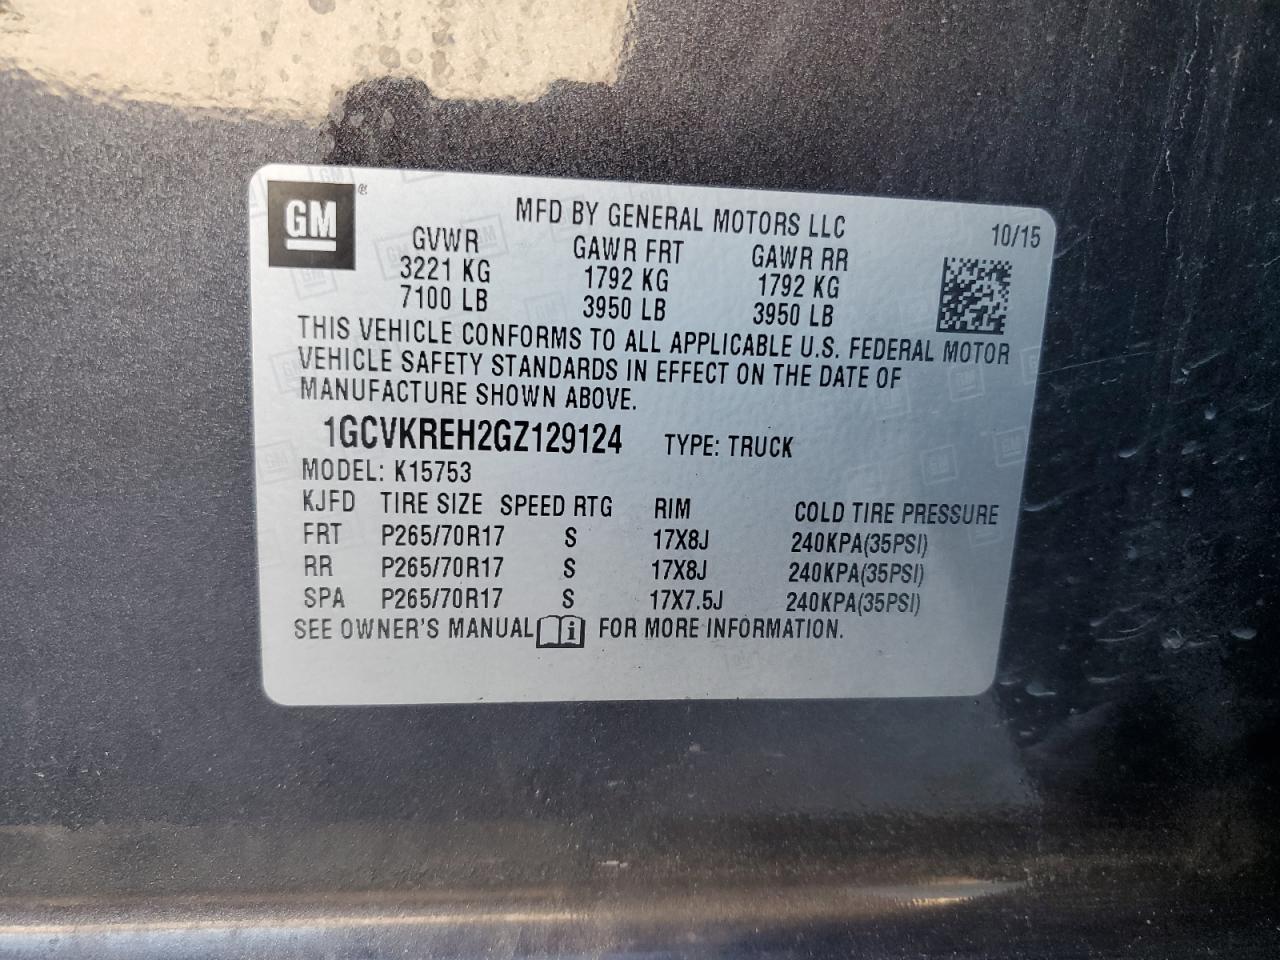 GM ®
MFD BY GENERAL MOTORS LLC 10/15
GVWR GAWR FRT GAWR RR
3221 KG 1792 KG 1792 KG
7100 LB 3950 LB 3950 LB
THIS VEHICLE CONFORMS TO ALL APPLICABLE U.S. FEDERAL MOTOR
VEHICLE SAFETY STANDARDS IN EFFECT ON THE DATE OF
MANUFACTURE SHOWN ABOVE.
1GCVKREH2GZ129124 TYPE: TRUCK
MODEL: K15753
KJFD TIRE SIZE SPEED RTG RIM COLD TIRE PRESSURE
FRT P265/70R17 S 17X8J 240KPA(35PSI)
RR P265/70R17 S 17X8J 240KPA(35PSI)
SPA P265/70R17 S 17X7.5J 240KPA(35PSI)
SEE OWNER'S MANUAL i FOR MORE INFORMATION.